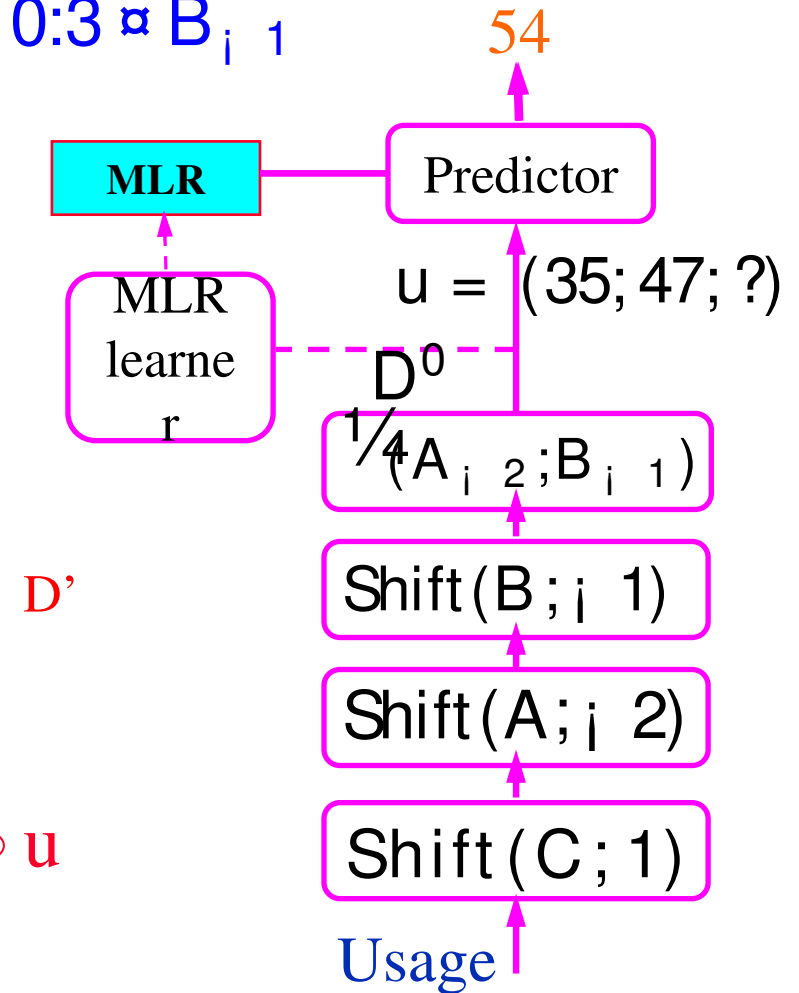 0:3 ¤ B¡ 1
54
MLR
Predictor
u = (35; 47; ?)
MLR
learne
r
D⁰
¼(A¡ 2;B¡ 1)
D’
Shift(B;¡ 1)
Shift(A;¡ 2)
u
Shift(C;1)
Usage